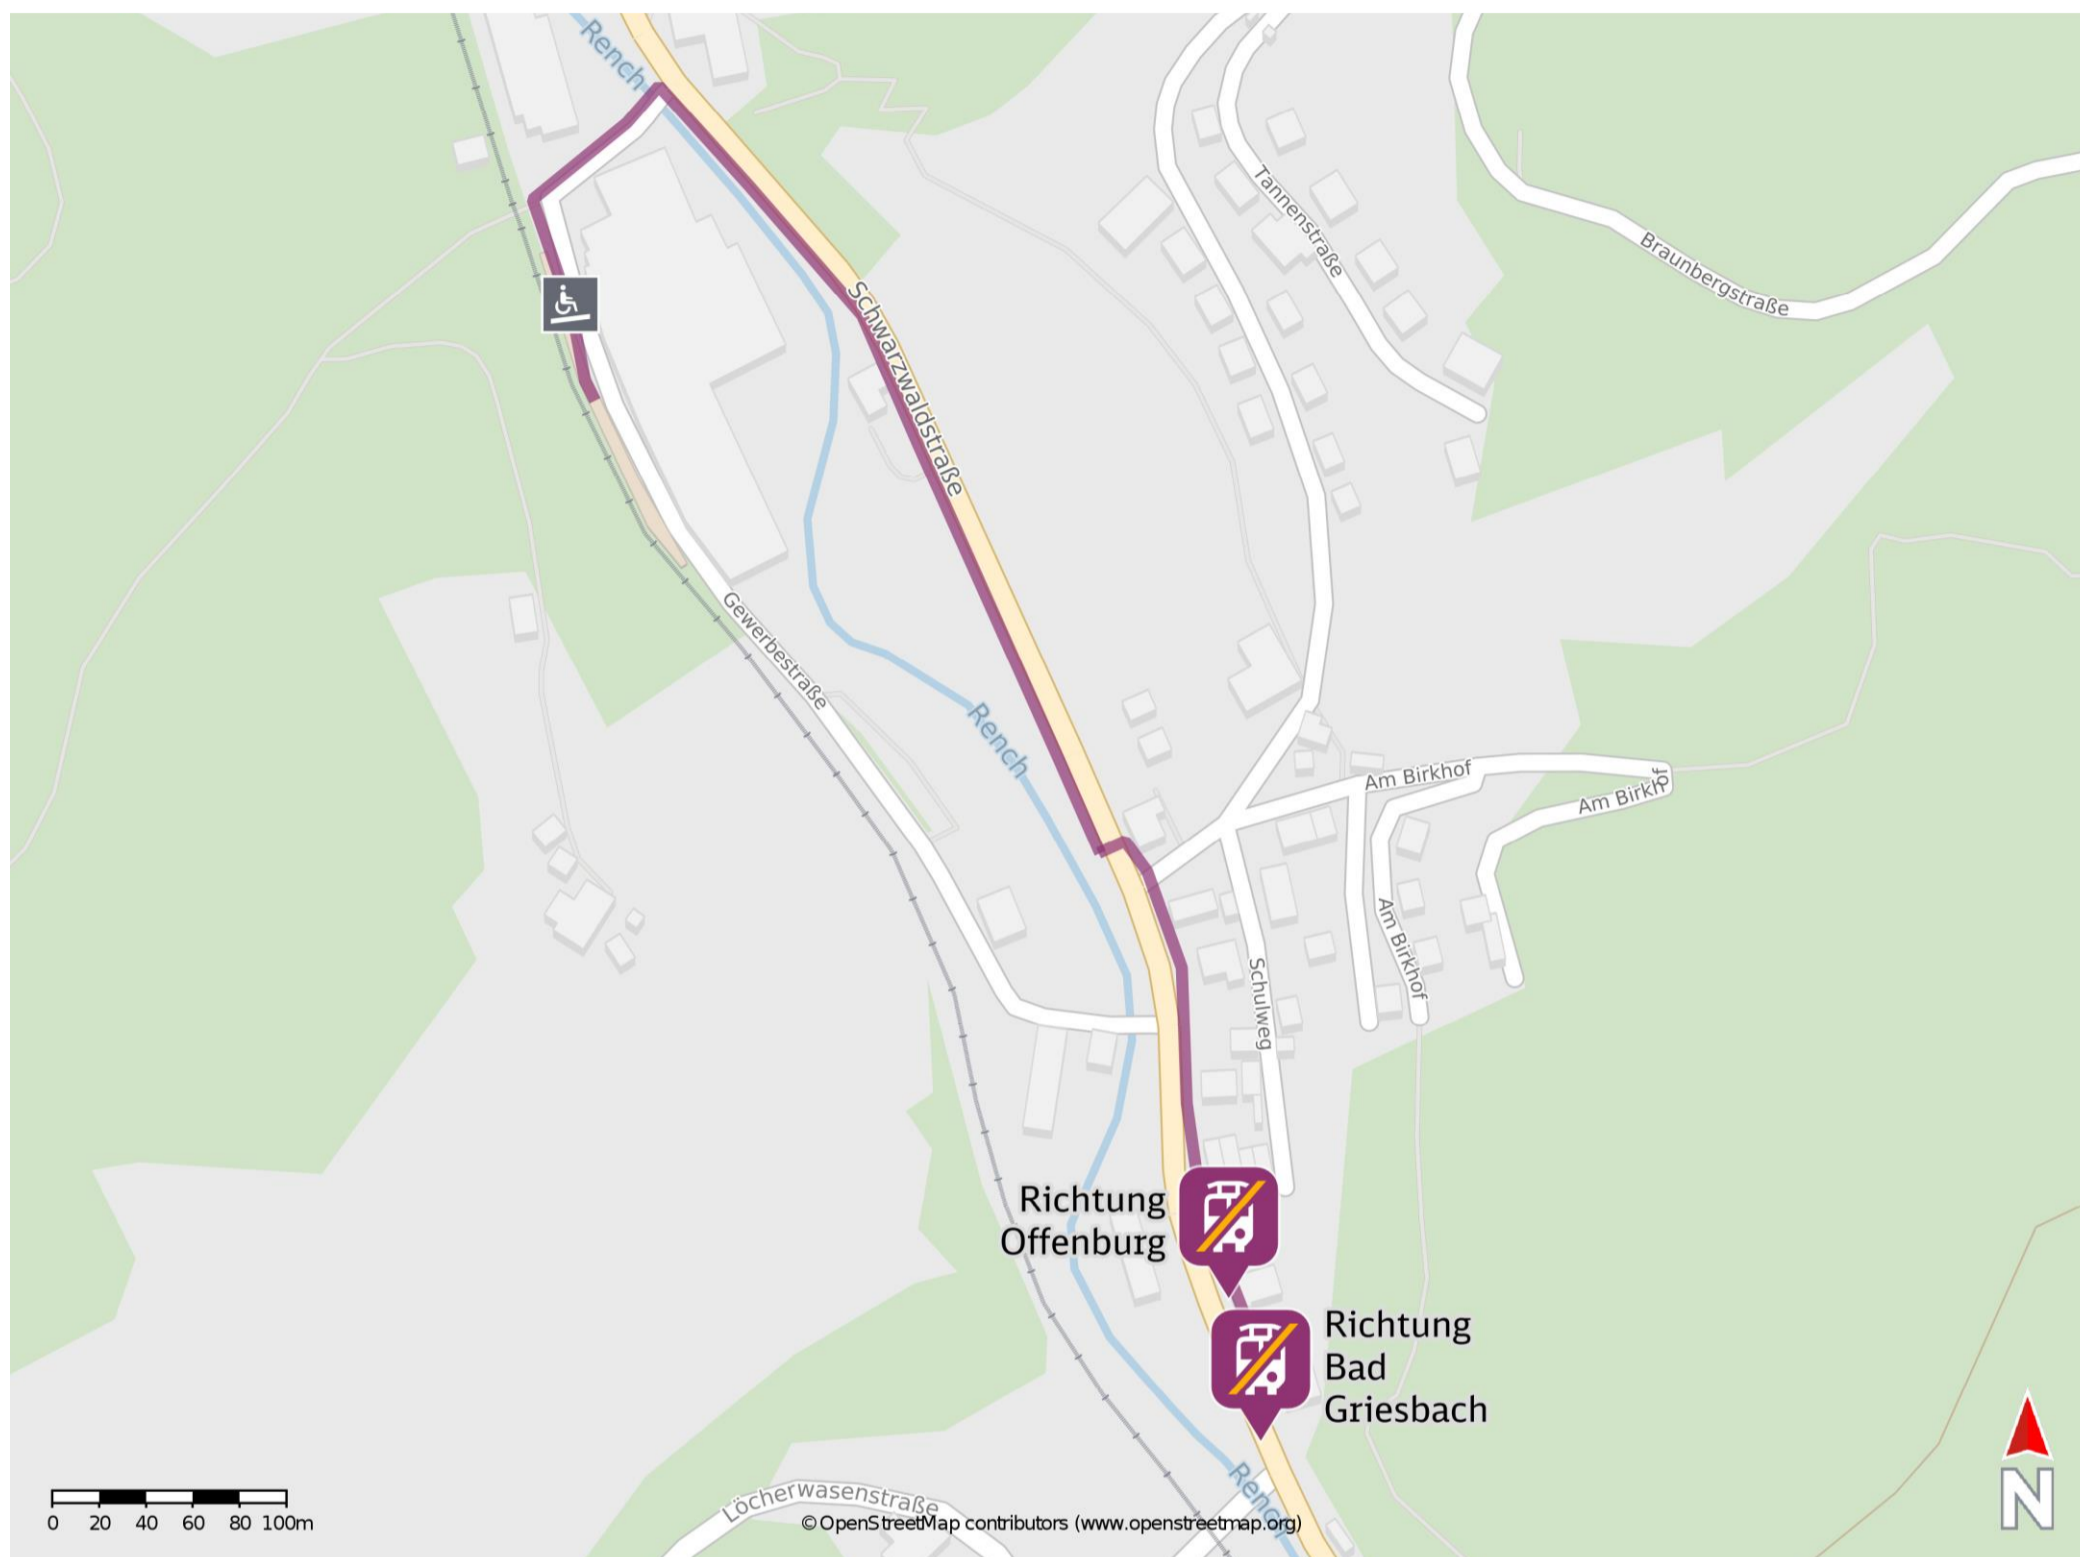 Rench
Tannenstraße
Braunbergstraße
Schwarzwaldstraße
Gewerbestraße
Rench
Am Birkhof
Am Birkhof
Am Birkhof
Schulweg
Richtung
Offenburg
Richtung
Bad
Griesbach
Rench
Löcherwasenstraße
0 20 40 60 80 100m
© OpenStreetMap contributors (www.openstreetmap.org)
N